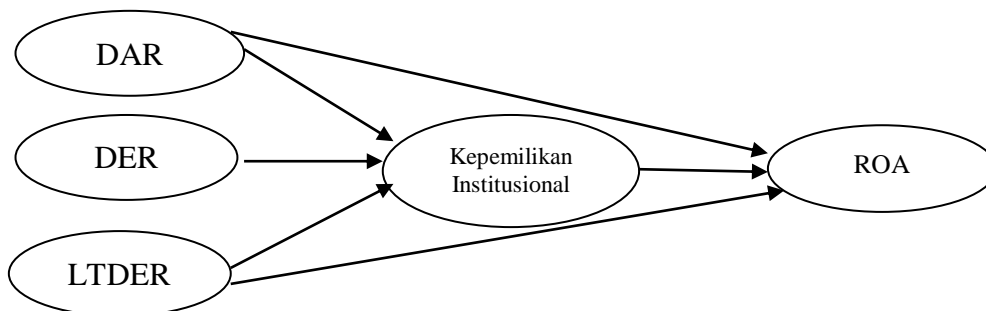 DAR
DER
LTDER
Kepemilikan
Institusional
ROA